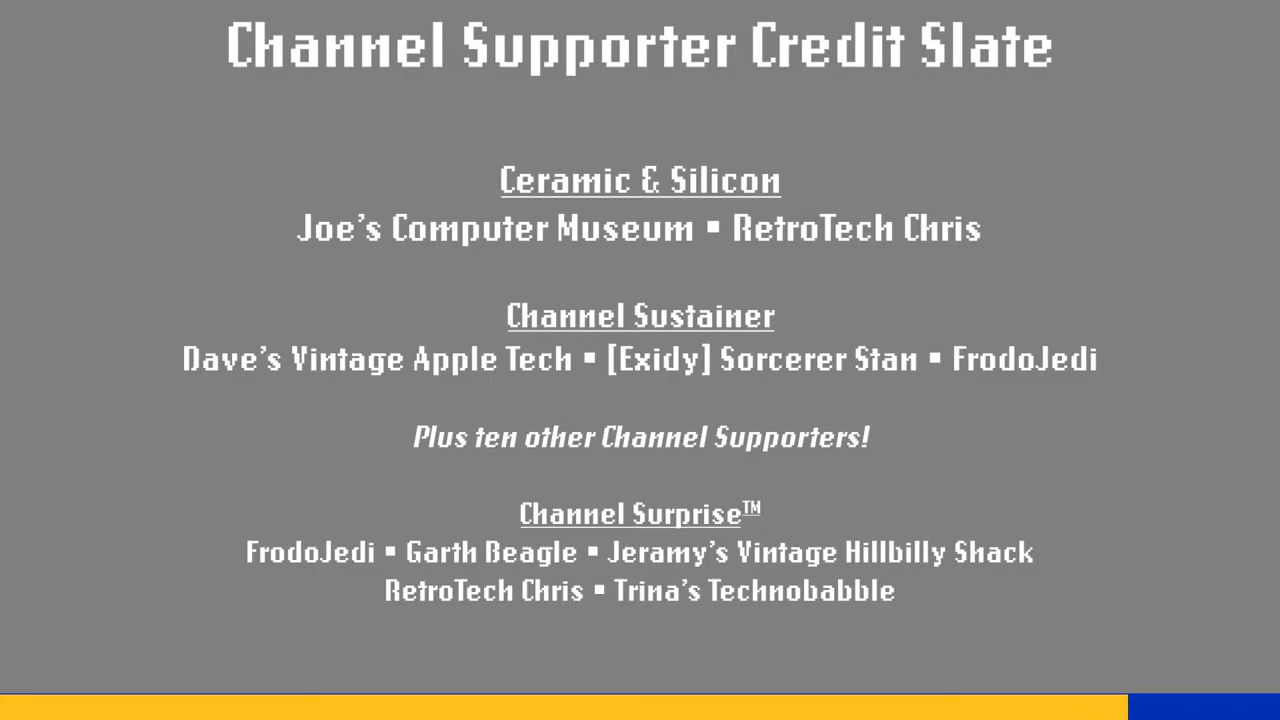 Channel Supporter Credit Slate
Ceramic & Silicon
Joe’s Computer Museum ▪ RetroTech Chris
Channel Sustainer
Dave’s Vintage Apple Tech ▪ [Exidy] Sorcerer Stan ▪ FrodoJedi
Plus ten other Channel Supporters!
Channel Surprise™
FrodoJedi ▪ Garth Beagle ▪ Jeramy’s Vintage Hillbilly Shack
RetroTech Chris ▪ Trina’s Technobabble